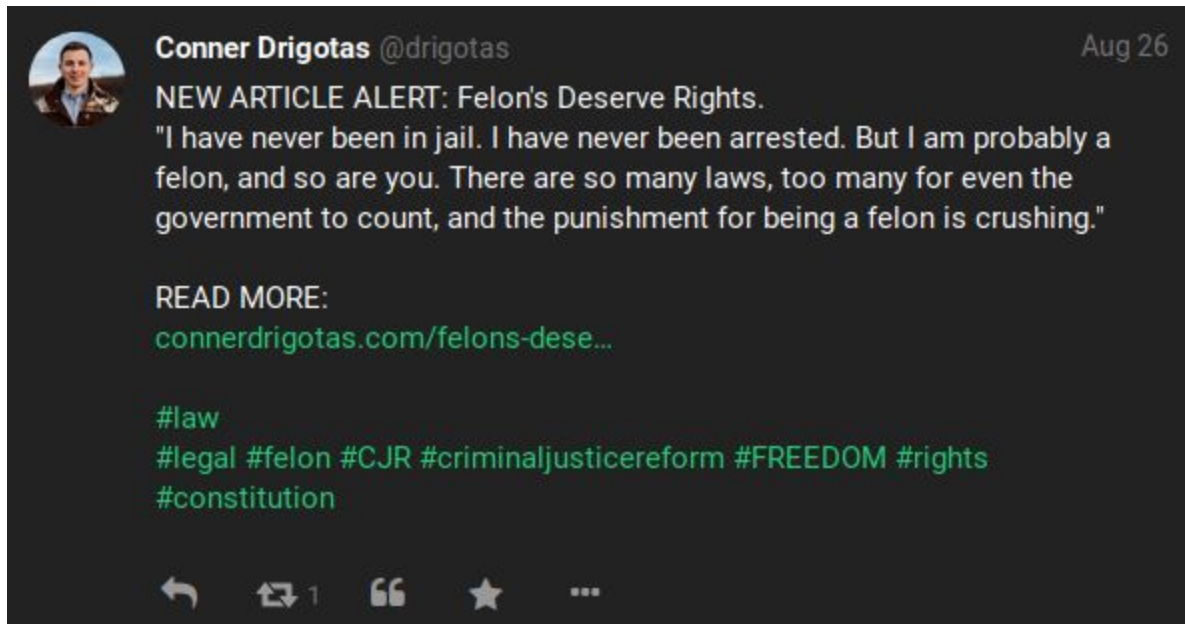 Conner Drigotas @drigotas Aug 26
NEW ARTICLE ALERT: Felon's Deserve Rights.
"I have never been in jail. I have never been arrested. But I am probably a
felon, and so are you. There are so many laws, too many for even the
government to count, and the punishment for being a felon is crushing."
READ MORE:
connerdrigotas.com/felons-dese…
#law
#legal #felon #CJR #criminaljusticereform #FREEDOM #rights
#constitution
1